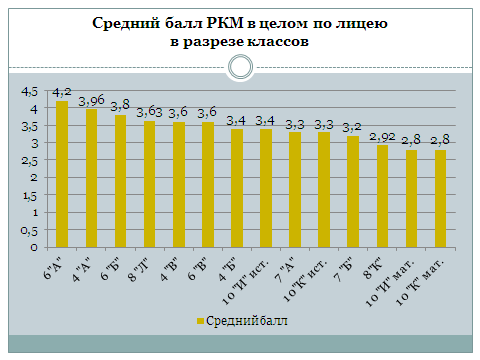 Средний балл РКМ в целом по лицею
в разрезе классов
4,5
4
3,5
3
2,5
2
1,5
1
0,5
0
4,2
3,96
3,8
3,63
3,6
3,6
3,4
3,4
3,3
3,3
3,2
2,92
2,8
2,8
6 "А"
4 "А"
6 "Б"
8 "Л"
4 "В"
6 "В"
4 "Б"
10 "И" ист.
7 "А"
10 "К" ист.
7 "Б"
8"К"
10 "И" мат.
10 "К" мат.
Средний балл